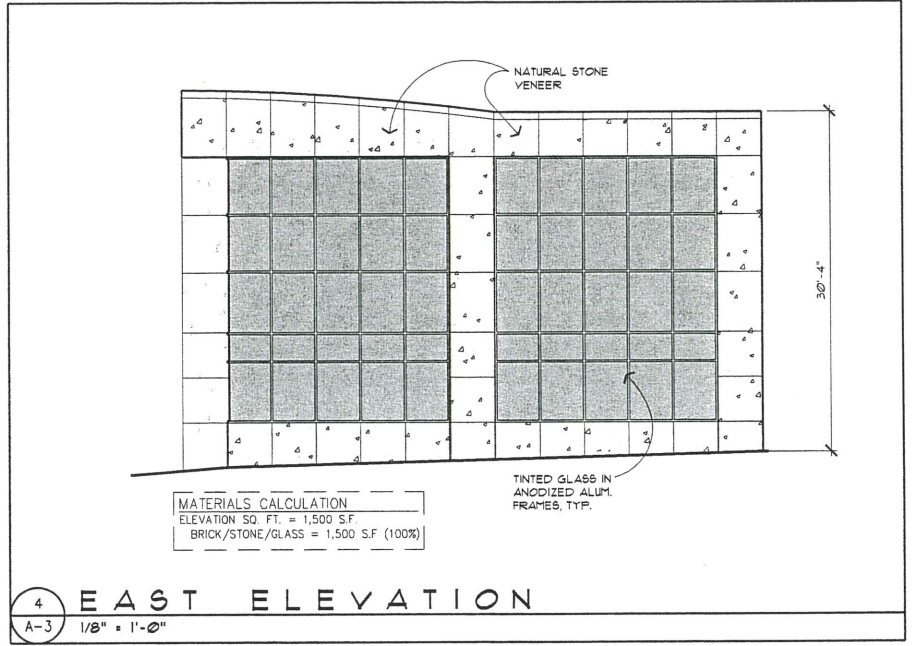 NATURAL STONE
VENEER
30'-4"
TINTED GLASS IN
ANODIZED ALUM.
FRAMES, TYP.
MATERIALS CALCULATION
ELEVATION SQ. FT. = 1,500 S.F.
BRICK/STONE/GLASS = 1,500 S.F (100%)
4
A-3
EAST ELEVATION
1/8" = 1'-0"